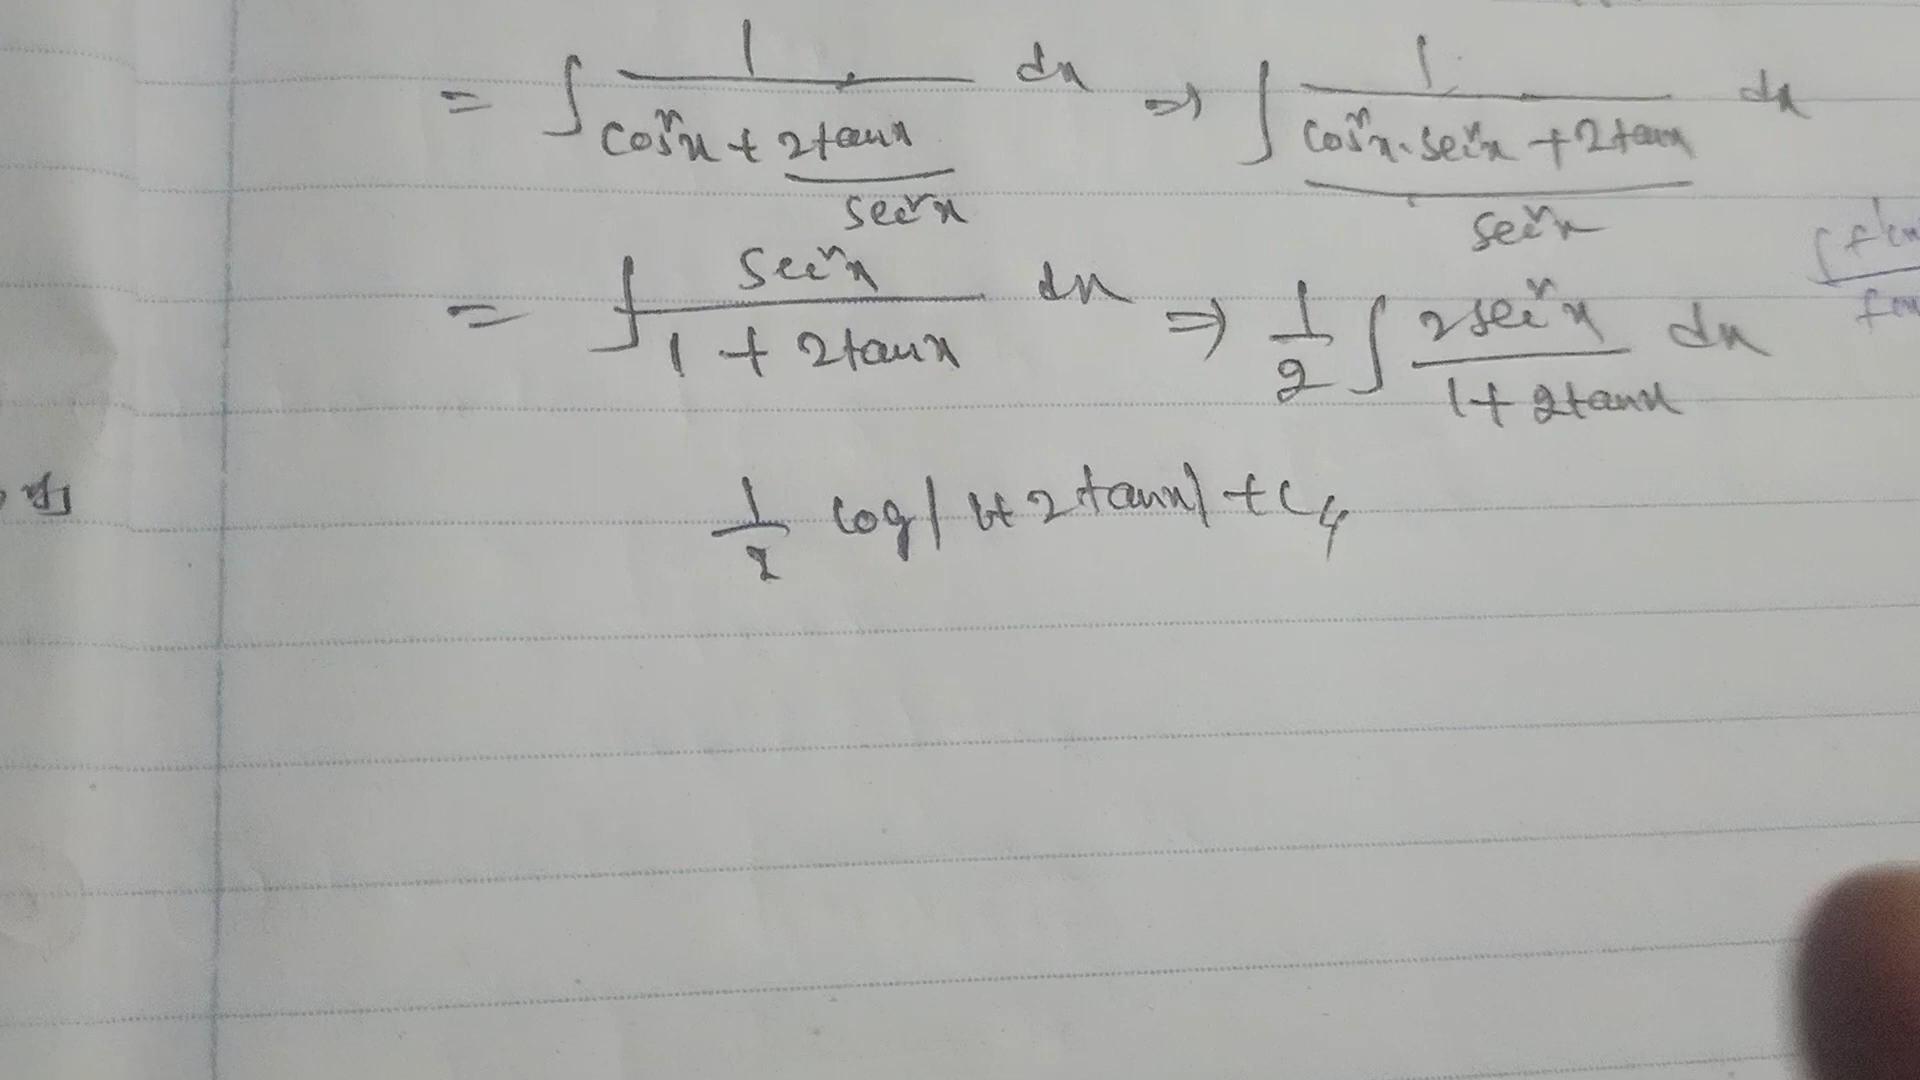 = ∫ 1/(cos²x + 2tanx/sec²x) dx ⇒ ∫ 1/((cos²x·sec²x + 2tanx)/sec²x) dx
= ∫ sec²x/(1 + 2tanx) dx ⇒ 1/2 ∫ 2sec²x/(1 + 2tanx) dx
1/2 log|1+2tanx| + c